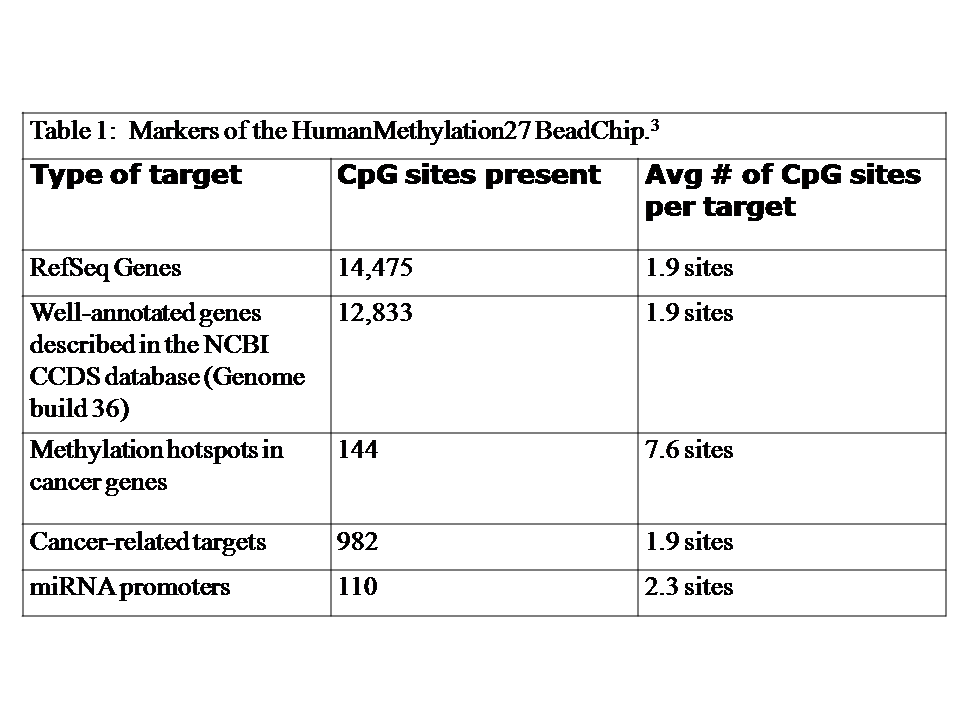 Table 1: Markers of the HumanMethylation27 BeadChip.3
Type of target CpG sites present Avg # of CpG sites
per target
RefSeq Genes 14,475 1.9 sites
Well-annotated genes 12,833 1.9 sites
described in the NCBI
CCDS database (Genome
build 36)
Methylation hotspots in 144 7.6 sites
cancer genes
Cancer-related targets 982 1.9 sites
miRNA promoters 110 2.3 sites